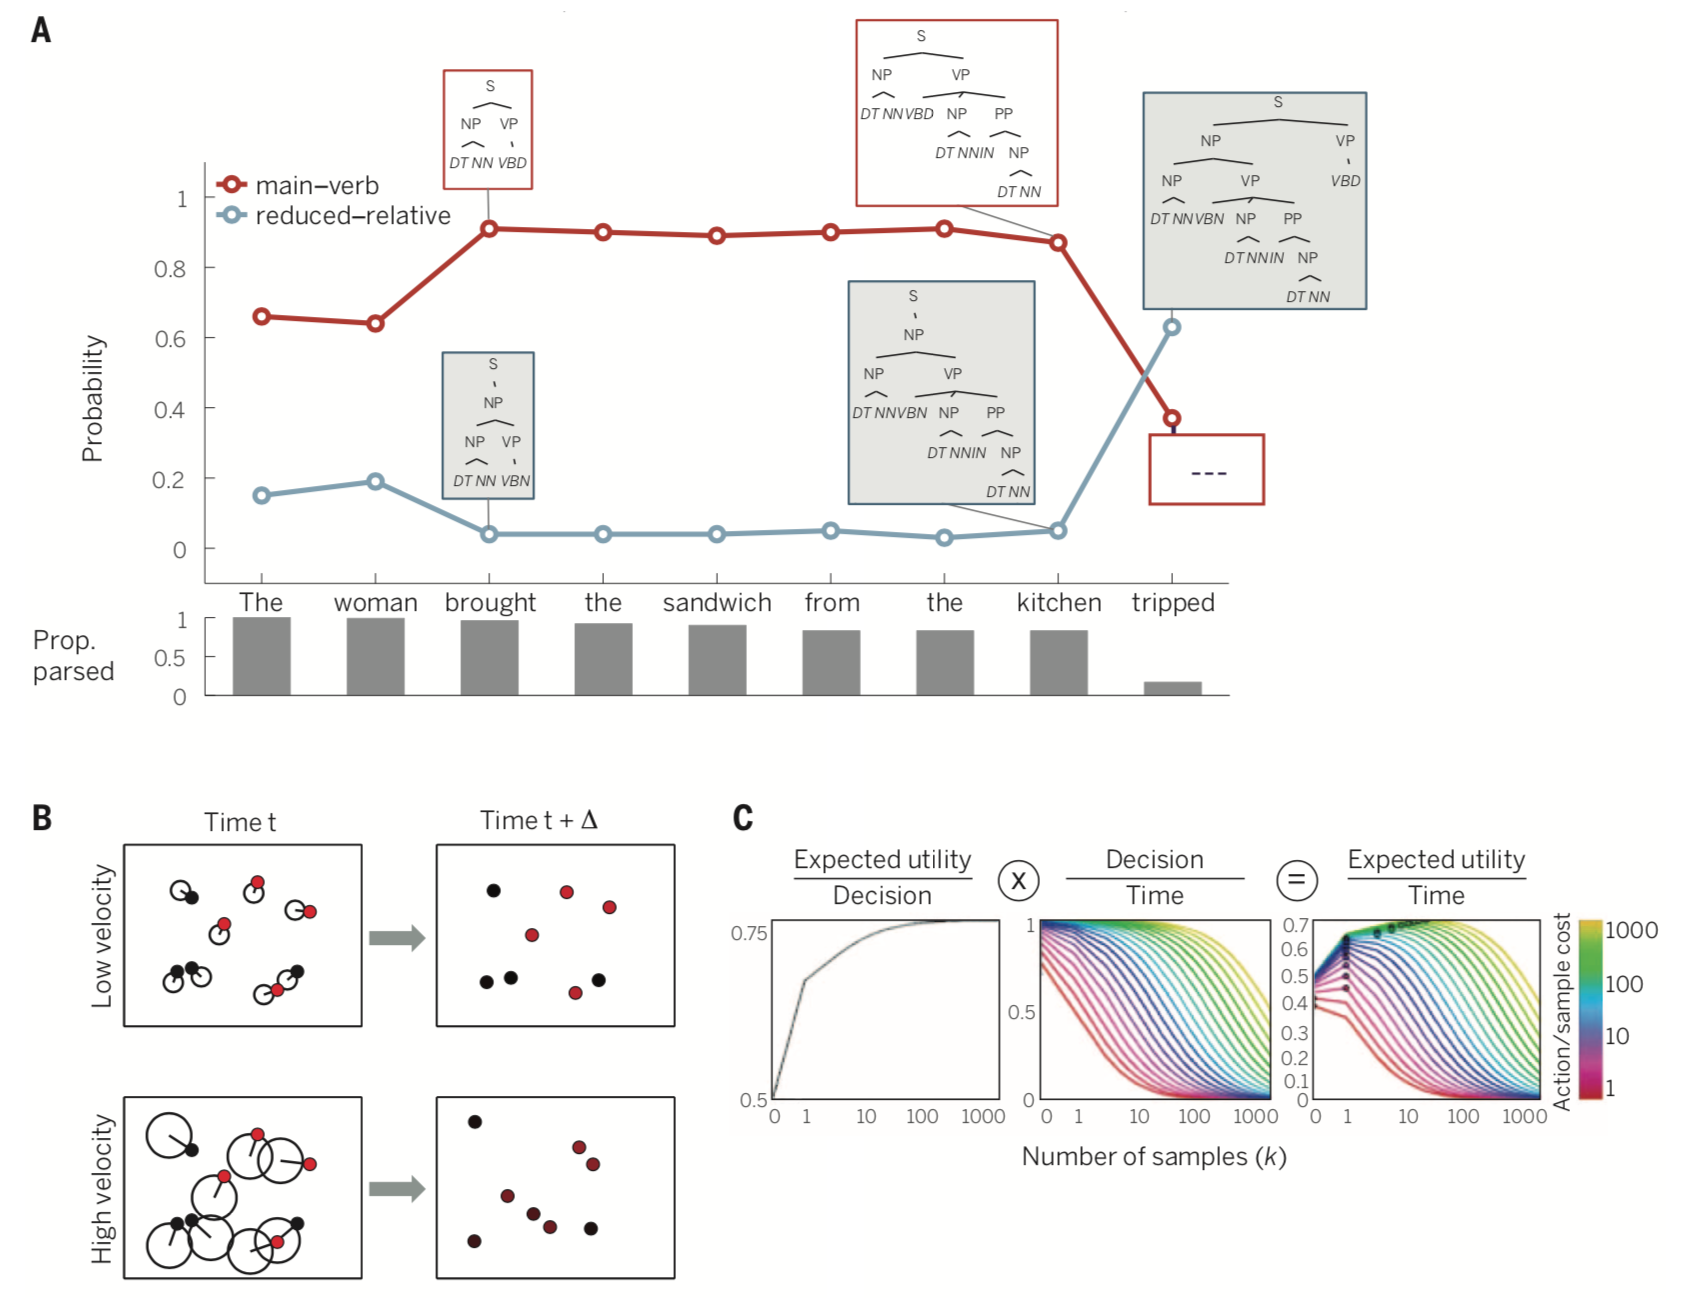 A
S
NP VP
DT NN VBD
S
NP VP
DT NN VBD NP PP
DT NN IN NP
DT NN
S
NP VP
NP VP VBD
DT NN VBN NP PP
DT NN IN NP
DT NN
main–verb
reduced–relative
S
NP
NP VP
DT NN VBN
S
NP
NP VP
DT NN VBN NP PP
DT NN IN NP
DT NN
---
Probability
1
0.8
0.6
0.4
0.2
0
The woman brought the sandwich from the kitchen tripped
Prop.
parsed
1
0.5
0
B
Time t Time t + Δ
Low velocity
High velocity
C
Expected utility
Decision
x
Decision
Time
=
Expected utility
Time
0.75
0.5
0 1 10 100 1000
1
0.5
0
0 1 10 100 1000
0.7
0.6
0.5
0.4
0.3
0.2
0.1
0
0 1 10 100 1000
Number of samples (k)
Action/sample cost
1000
100
10
1